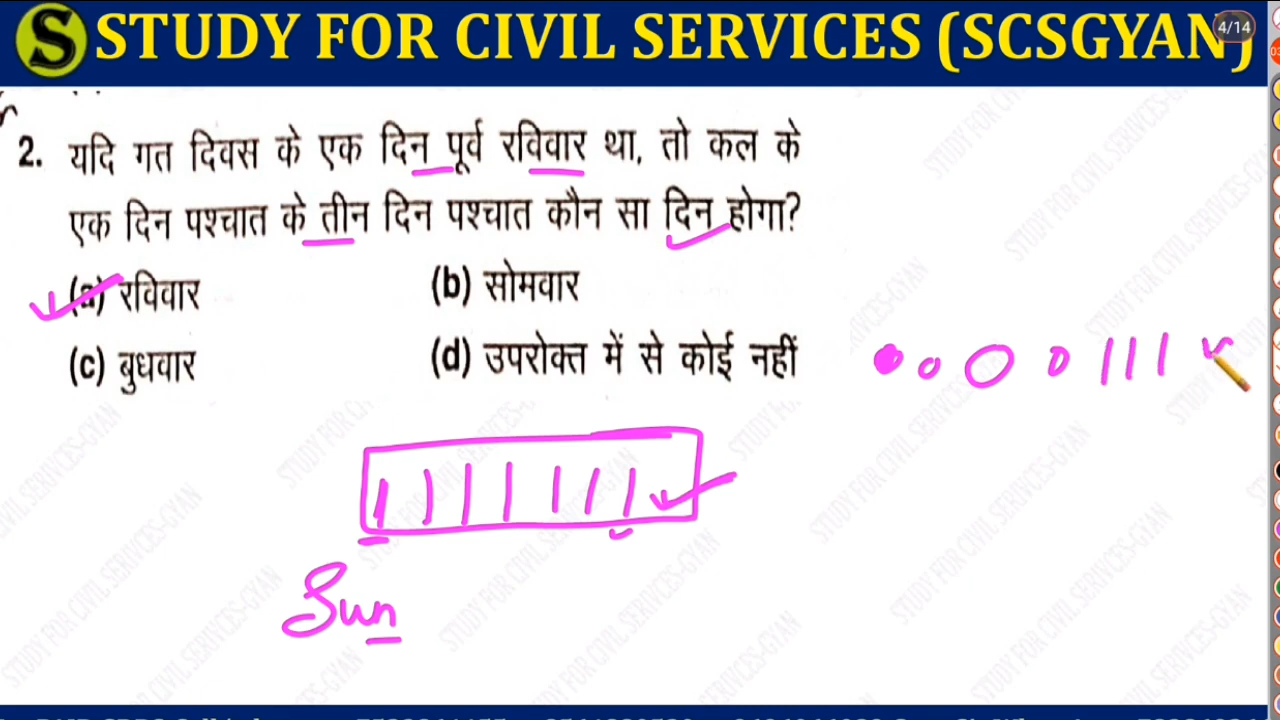 S STUDY FOR CIVIL SERVICES (SCSGYAN)
4/14
2. यदि गत दिवस के एक दिन पूर्व रविवार था, तो कल के
एक दिन पश्चात के तीन दिन पश्चात कौन सा दिन होगा?
(a) रविवार (b) सोमवार
(c) बुधवार (d) उपरोक्त में से कोई नहीं
Sun